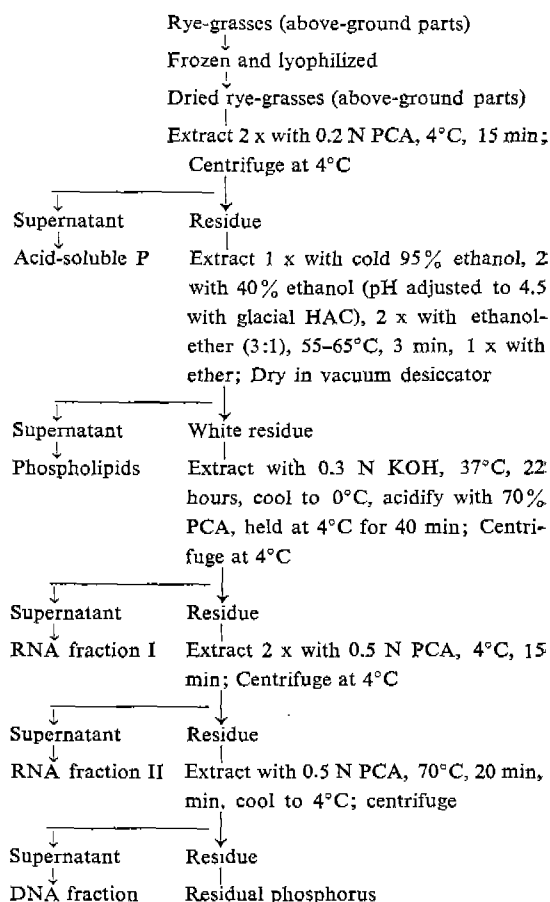 Rye-grasses (above-ground parts)
Frozen and lyophilized
Dried rye-grasses (above-ground parts)
Extract 2 x with 0.2 N PCA, 4°C, 15 min;
Centrifuge at 4°C
Supernatant Residue
Acid-soluble P Extract 1 x with cold 95% ethanol, 2
with 40% ethanol (pH adjusted to 4.5
with glacial HAC), 2 x with ethanol-
ether (3:1), 55-65°C, 3 min, 1 x with
ether; Dry in vacuum desiccator
Supernatant White residue
Phospholipids Extract with 0.3 N KOH, 37°C, 22
hours, cool to 0°C, acidify with 70%
PCA, held at 4°C for 40 min; Centri-
fuge at 4°C
Supernatant Residue
RNA fraction I Extract 2 x with 0.5 N PCA, 4°C, 15
min; Centrifuge at 4°C
Supernatant Residue
RNA fraction II Extract with 0.5 N PCA, 70°C, 20 min,
min, cool to 4°C; centrifuge
Supernatant Residue
DNA fraction Residual phosphorus